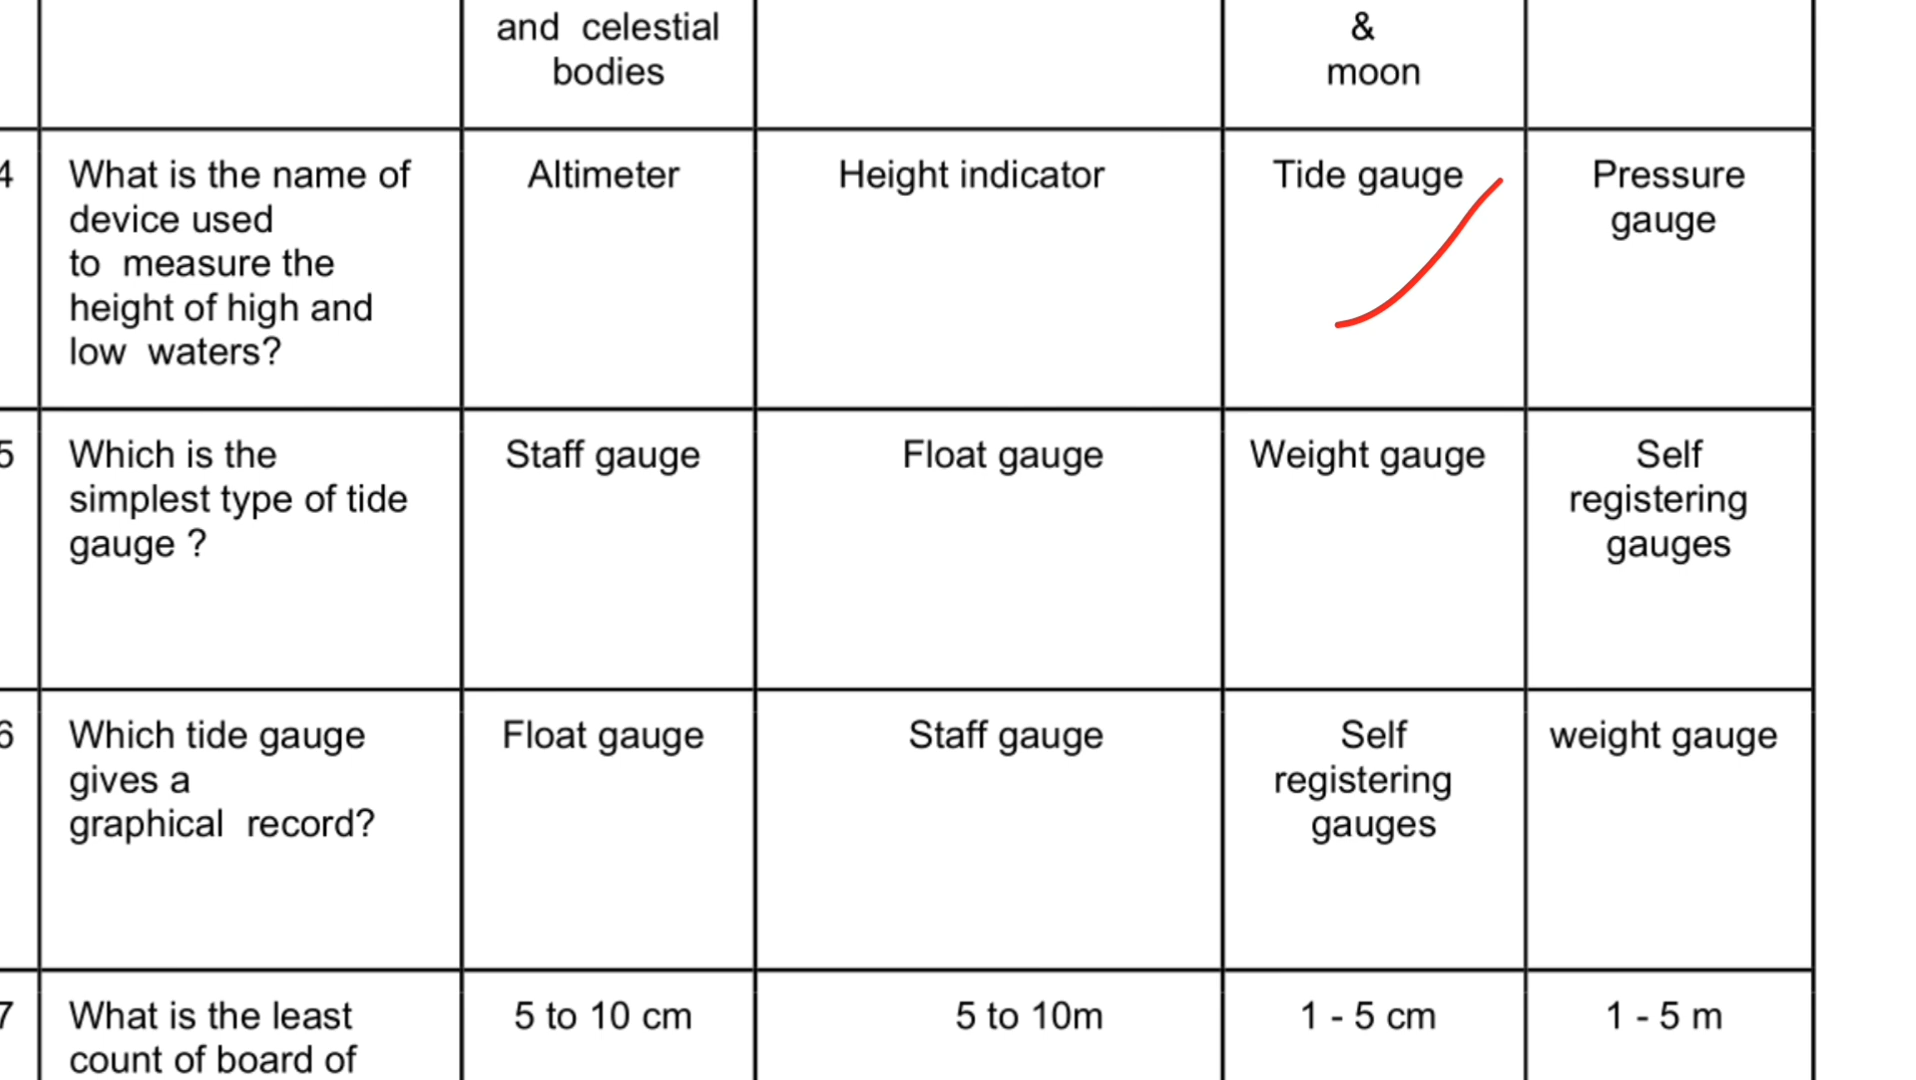 and celestial
bodies
&
moon
4
What is the name of
device used
to measure the
height of high and
low waters?
Altimeter
Height indicator
Tide gauge
Pressure
gauge
5
Which is the
simplest type of tide
gauge ?
Staff gauge
Float gauge
Weight gauge
Self
registering
gauges
6
Which tide gauge
gives a
graphical record?
Float gauge
Staff gauge
Self
registering
gauges
weight gauge
7
What is the least
count of board of
5 to 10 cm
5 to 10m
1 - 5 cm
1 - 5 m